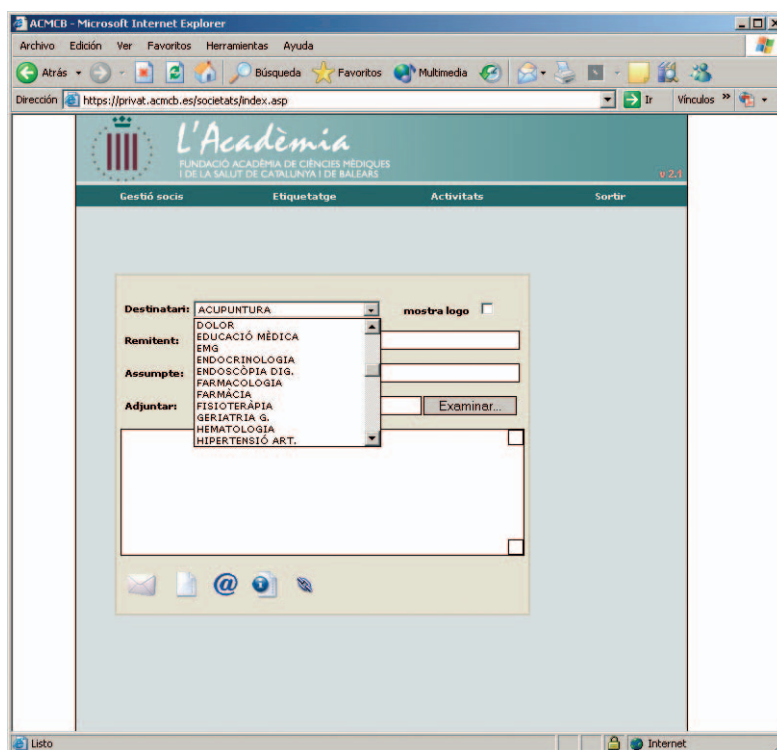 ACMCB - Microsoft Internet Explorer
Archivo Edición Ver Favoritos Herramientas Ayuda
Atrás Búsqueda Favoritos Multimedia
Dirección https://privat.acmcb.es/societats/index.asp Ir Vínculos »
L'Acadèmia
FUNDACIÓ ACADÈMIA DE CIÈNCIES MÈDIQUES
I DE LA SALUT DE CATALUNYA I DE BALEARS
v 2.1
Gestió socis Etiquetatge Activitats Sortir
Destinatari: ACUPUNTURA mostra logo
DOLOR
Remitent:
EDUCACIÓ MÈDICA
EMG
ENDOCRINOLOGIA
Assumpte:
ENDOSCÒPIA DIG.
FARMACOLOGIA
FARMÀCIA
Adjuntar:
FISIOTERÀPIA
Examinar...
GERIATRIA G.
HEMATOLOGIA
HIPERTENSIÓ ART.
@
Listo Internet